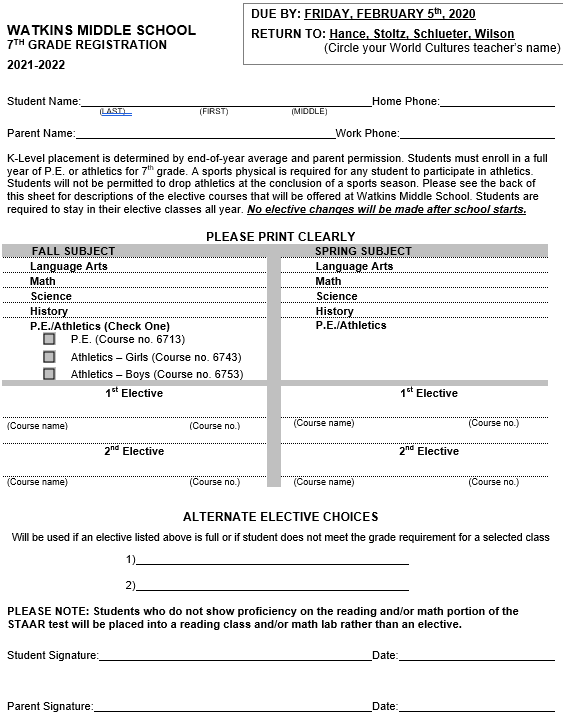 WATKINS MIDDLE SCHOOL
7TH GRADE REGISTRATION
2021-2022
DUE BY: FRIDAY, FEBRUARY 5th, 2020
RETURN TO: Hance, Stoltz, Schlueter, Wilson
(Circle your World Cultures teacher's name)
Student Name: Home Phone:
(LAST) (FIRST) (MIDDLE)
Parent Name: Work Phone:
K-Level placement is determined by end-of-year average and parent permission. Students must enroll in a full
year of P.E. or athletics for 7th grade. A sports physical is required for any student to participate in athletics.
Students will not be permitted to drop athletics at the conclusion of a sports season. Please see the back of
this sheet for descriptions of the elective courses that will be offered at Watkins Middle School. Students are
required to stay in their elective classes all year. No elective changes will be made after school starts.
PLEASE PRINT CLEARLY
FALL SUBJECT SPRING SUBJECT
Language Arts Language Arts
Math Math
Science Science
History History
P.E./Athletics (Check One) P.E./Athletics
P.E. (Course no. 6713)
Athletics – Girls (Course no. 6743)
Athletics – Boys (Course no. 6753)
1st Elective 1st Elective
(Course name) (Course no.) (Course name) (Course no.)
2nd Elective 2nd Elective
(Course name) (Course no.) (Course name) (Course no.)
ALTERNATE ELECTIVE CHOICES
Will be used if an elective listed above is full or if student does not meet the grade requirement for a selected class
1)
2)
PLEASE NOTE: Students who do not show proficiency on the reading and/or math portion of the
STAAR test will be placed into a reading class and/or math lab rather than an elective.
Student Signature: Date:
Parent Signature: Date: